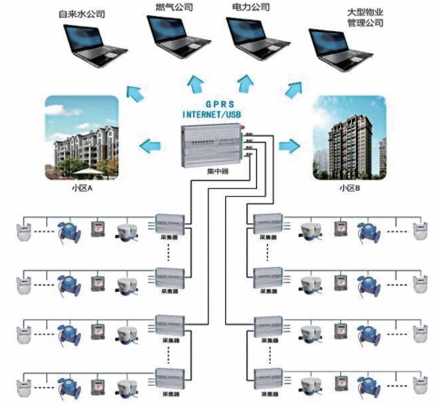 自来水公司
燃气公司
电力公司
大型物业
管理公司
GPRS
INTERNET/USB
集中器
小区A
小区B
采集器
采集器
采集器
采集器
采集器
采集器
采集器
采集器